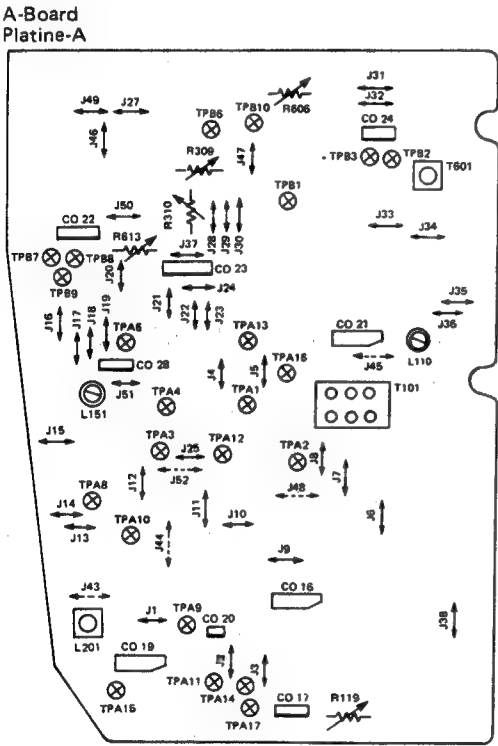 A-Board
Platine-A
J31
J49 J27 R606 J32
TPB6 TPB10 CO 24
J46
R309 J47 TPB3 TPB2
T601
TPB1
J50 R310
CO 22 J28 J29 J30 J33 J34
R613 J37
TPB7 TPB8 CO 23
TPB9 J20 J24
J35
J16 J17 J18 J19 J21 J22 J23 J36
TPA6 TPA13 CO 21
L110
CO 28 J4 J5 TPA16 J45
J51 T101
L151 TPA4 TPA1
J15
TPA3 J25 TPA12 TPA2 J8
J52 J7
J12 J48
TPA8 J11
J14 J10 J6
J13 TPA10
J44 J9
J43 CO 16
J1 TPA9 J38
CO 20
L201 CO 19
J2 J3
TPA11
TPA15 TPA14 CO 17 R119
TPA17